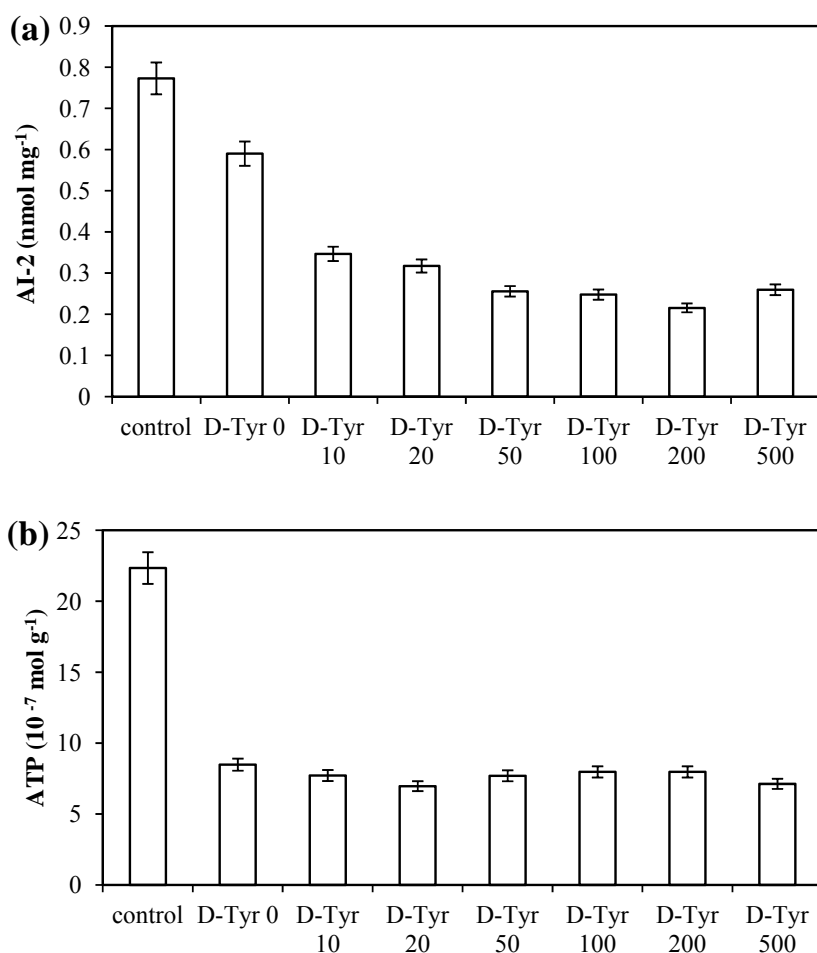 (a)
AI-2 (nmol mg⁻¹)
0.9
0.8
0.7
0.6
0.5
0.4
0.3
0.2
0.1
0
control D-Tyr 0 D-Tyr D-Tyr D-Tyr D-Tyr D-Tyr D-Tyr
10 20 50 100 200 500
(b)
ATP (10⁻⁷ mol g⁻¹)
25
20
15
10
5
0
control D-Tyr 0 D-Tyr D-Tyr D-Tyr D-Tyr D-Tyr D-Tyr
10 20 50 100 200 500